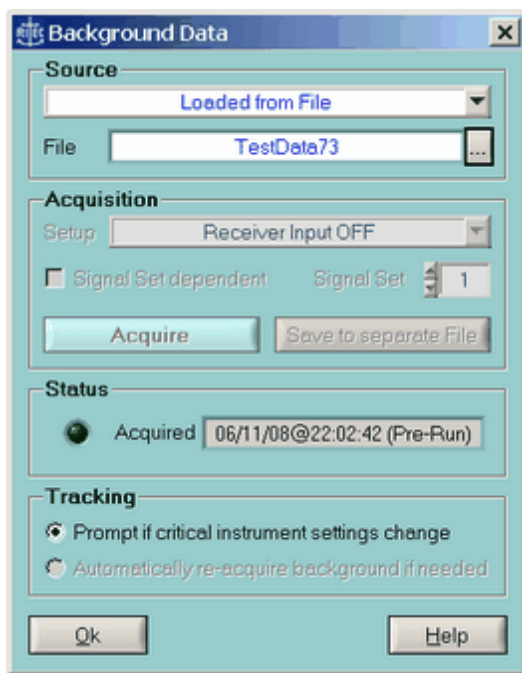 RITEC Background Data
Source
Loaded from File
File TestData73 ...
Acquisition
Setup Receiver Input OFF
Signal Set dependent Signal Set 1
Acquire Save to separate File
Status
Acquired 06/11/08@22:02:42 (Pre-Run)
Tracking
Prompt if critical instrument settings change
Automatically re-acquire background if needed
Ok Help